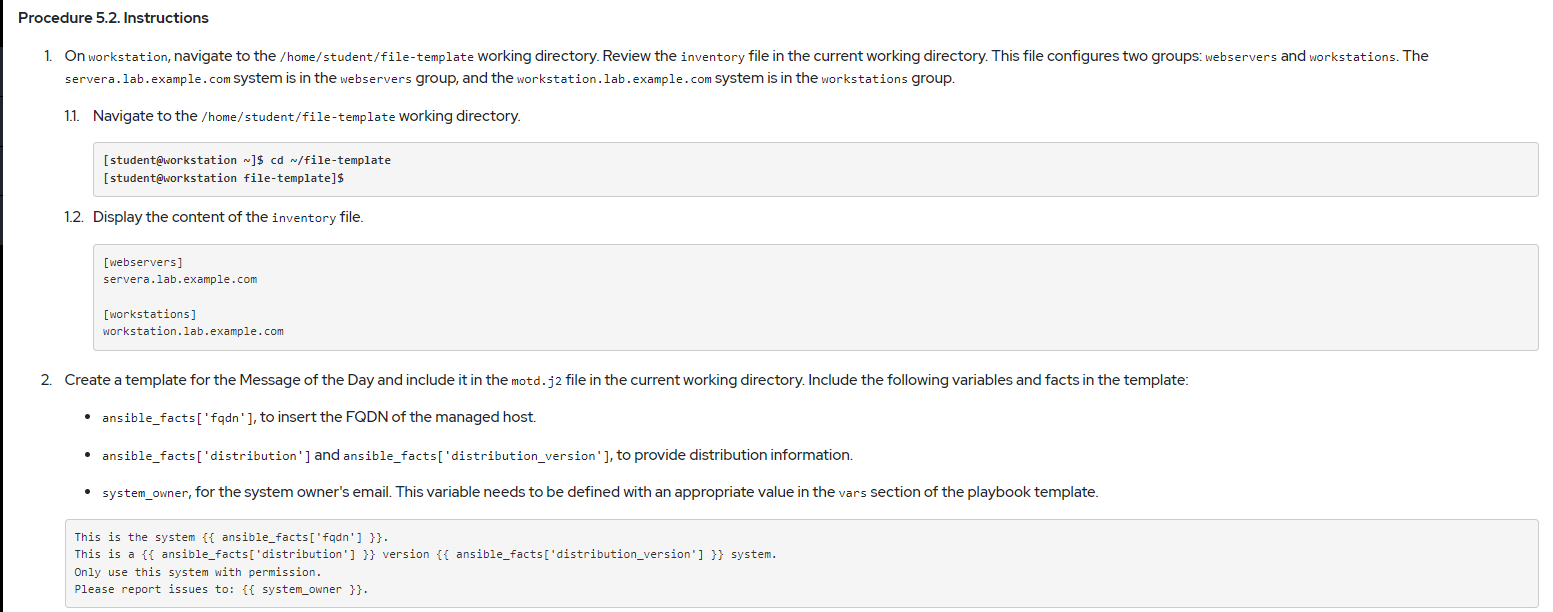 Procedure 5.2. Instructions
1. On workstation, navigate to the /home/student/file-template working directory. Review the inventory file in the current working directory. This file configures two groups: webservers and workstations. The
servera.lab.example.com system is in the webservers group, and the workstation.lab.example.com system is in the workstations group.
1.1. Navigate to the /home/student/file-template working directory.
[student@workstation ~]$ cd ~/file-template
[student@workstation file-template]$
1.2. Display the content of the inventory file.
[webservers]
servera.lab.example.com
[workstations]
workstation.lab.example.com
2. Create a template for the Message of the Day and include it in the motd.j2 file in the current working directory. Include the following variables and facts in the template:
• ansible_facts['fqdn'], to insert the FQDN of the managed host.
• ansible_facts['distribution'] and ansible_facts['distribution_version'], to provide distribution information.
• system_owner, for the system owner's email. This variable needs to be defined with an appropriate value in the vars section of the playbook template.
This is the system {{ ansible_facts['fqdn'] }}.
This is a {{ ansible_facts['distribution'] }} version {{ ansible_facts['distribution_version'] }} system.
Only use this system with permission.
Please report issues to: {{ system_owner }}.